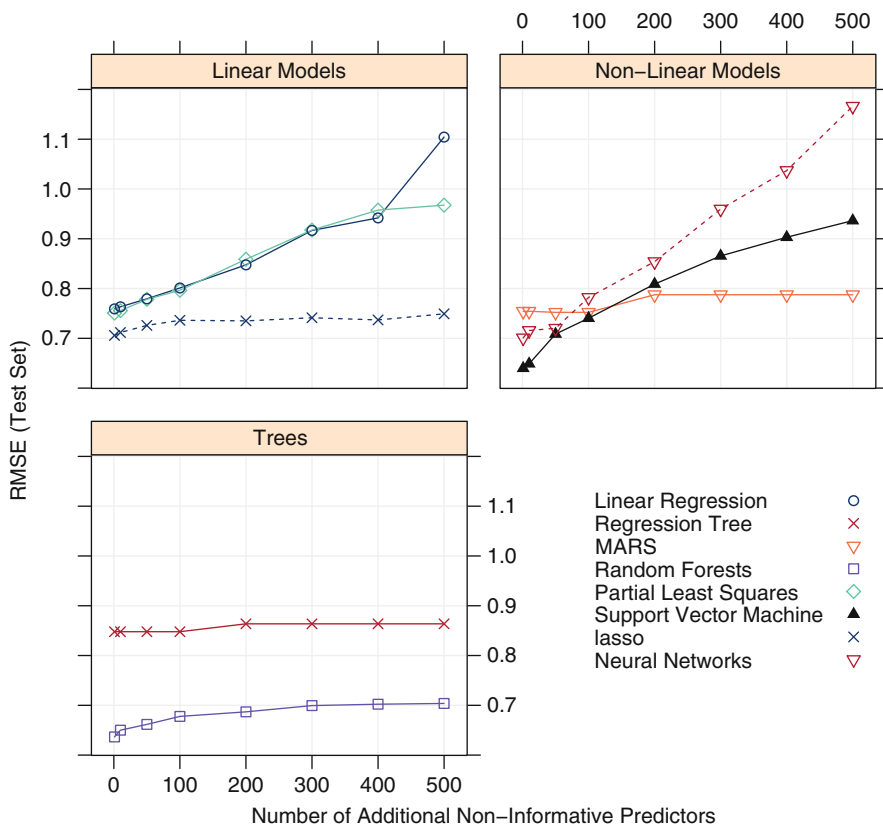 0 100 200 300 400 500
Linear Models
Non−Linear Models
1.1
1.0
0.9
0.8
0.7
RMSE (Test Set)
Trees
1.1
1.0
0.9
0.8
0.7
Linear Regression
Regression Tree
MARS
Random Forests
Partial Least Squares
Support Vector Machine
lasso
Neural Networks
0 100 200 300 400 500
Number of Additional Non−Informative Predictors